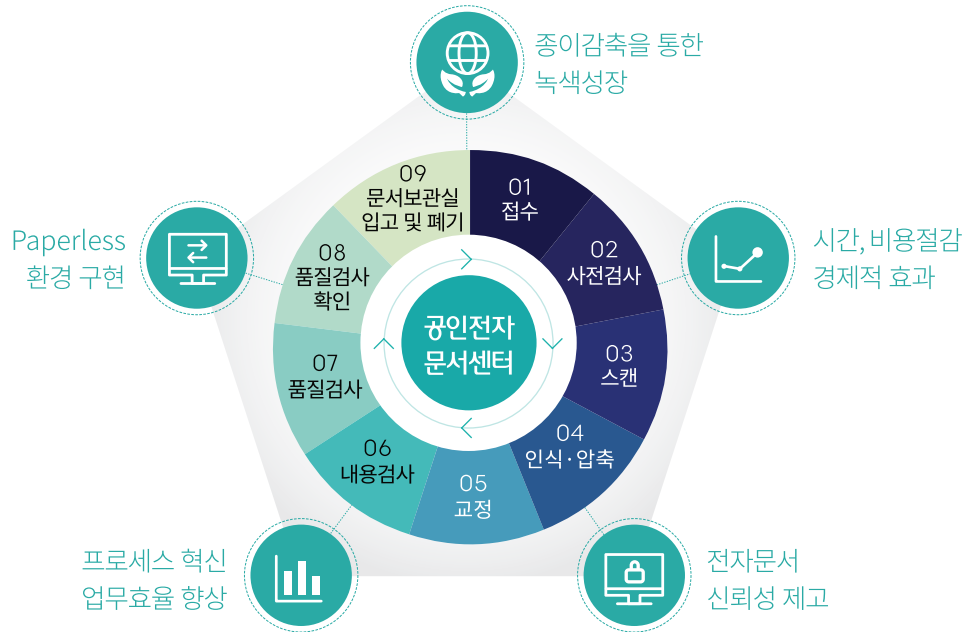 종이감축을 통한
녹색성장
시간, 비용절감
경제적 효과
전자문서
신뢰성 제고
프로세스 혁신
업무효율 향상
Paperless
환경 구현
01
접수
02
사전검사
03
스캔
04
인식·압축
05
교정
06
내용검사
07
품질검사
08
품질검사
확인
09
문서보관실
입고 및 폐기
공인전자
문서센터